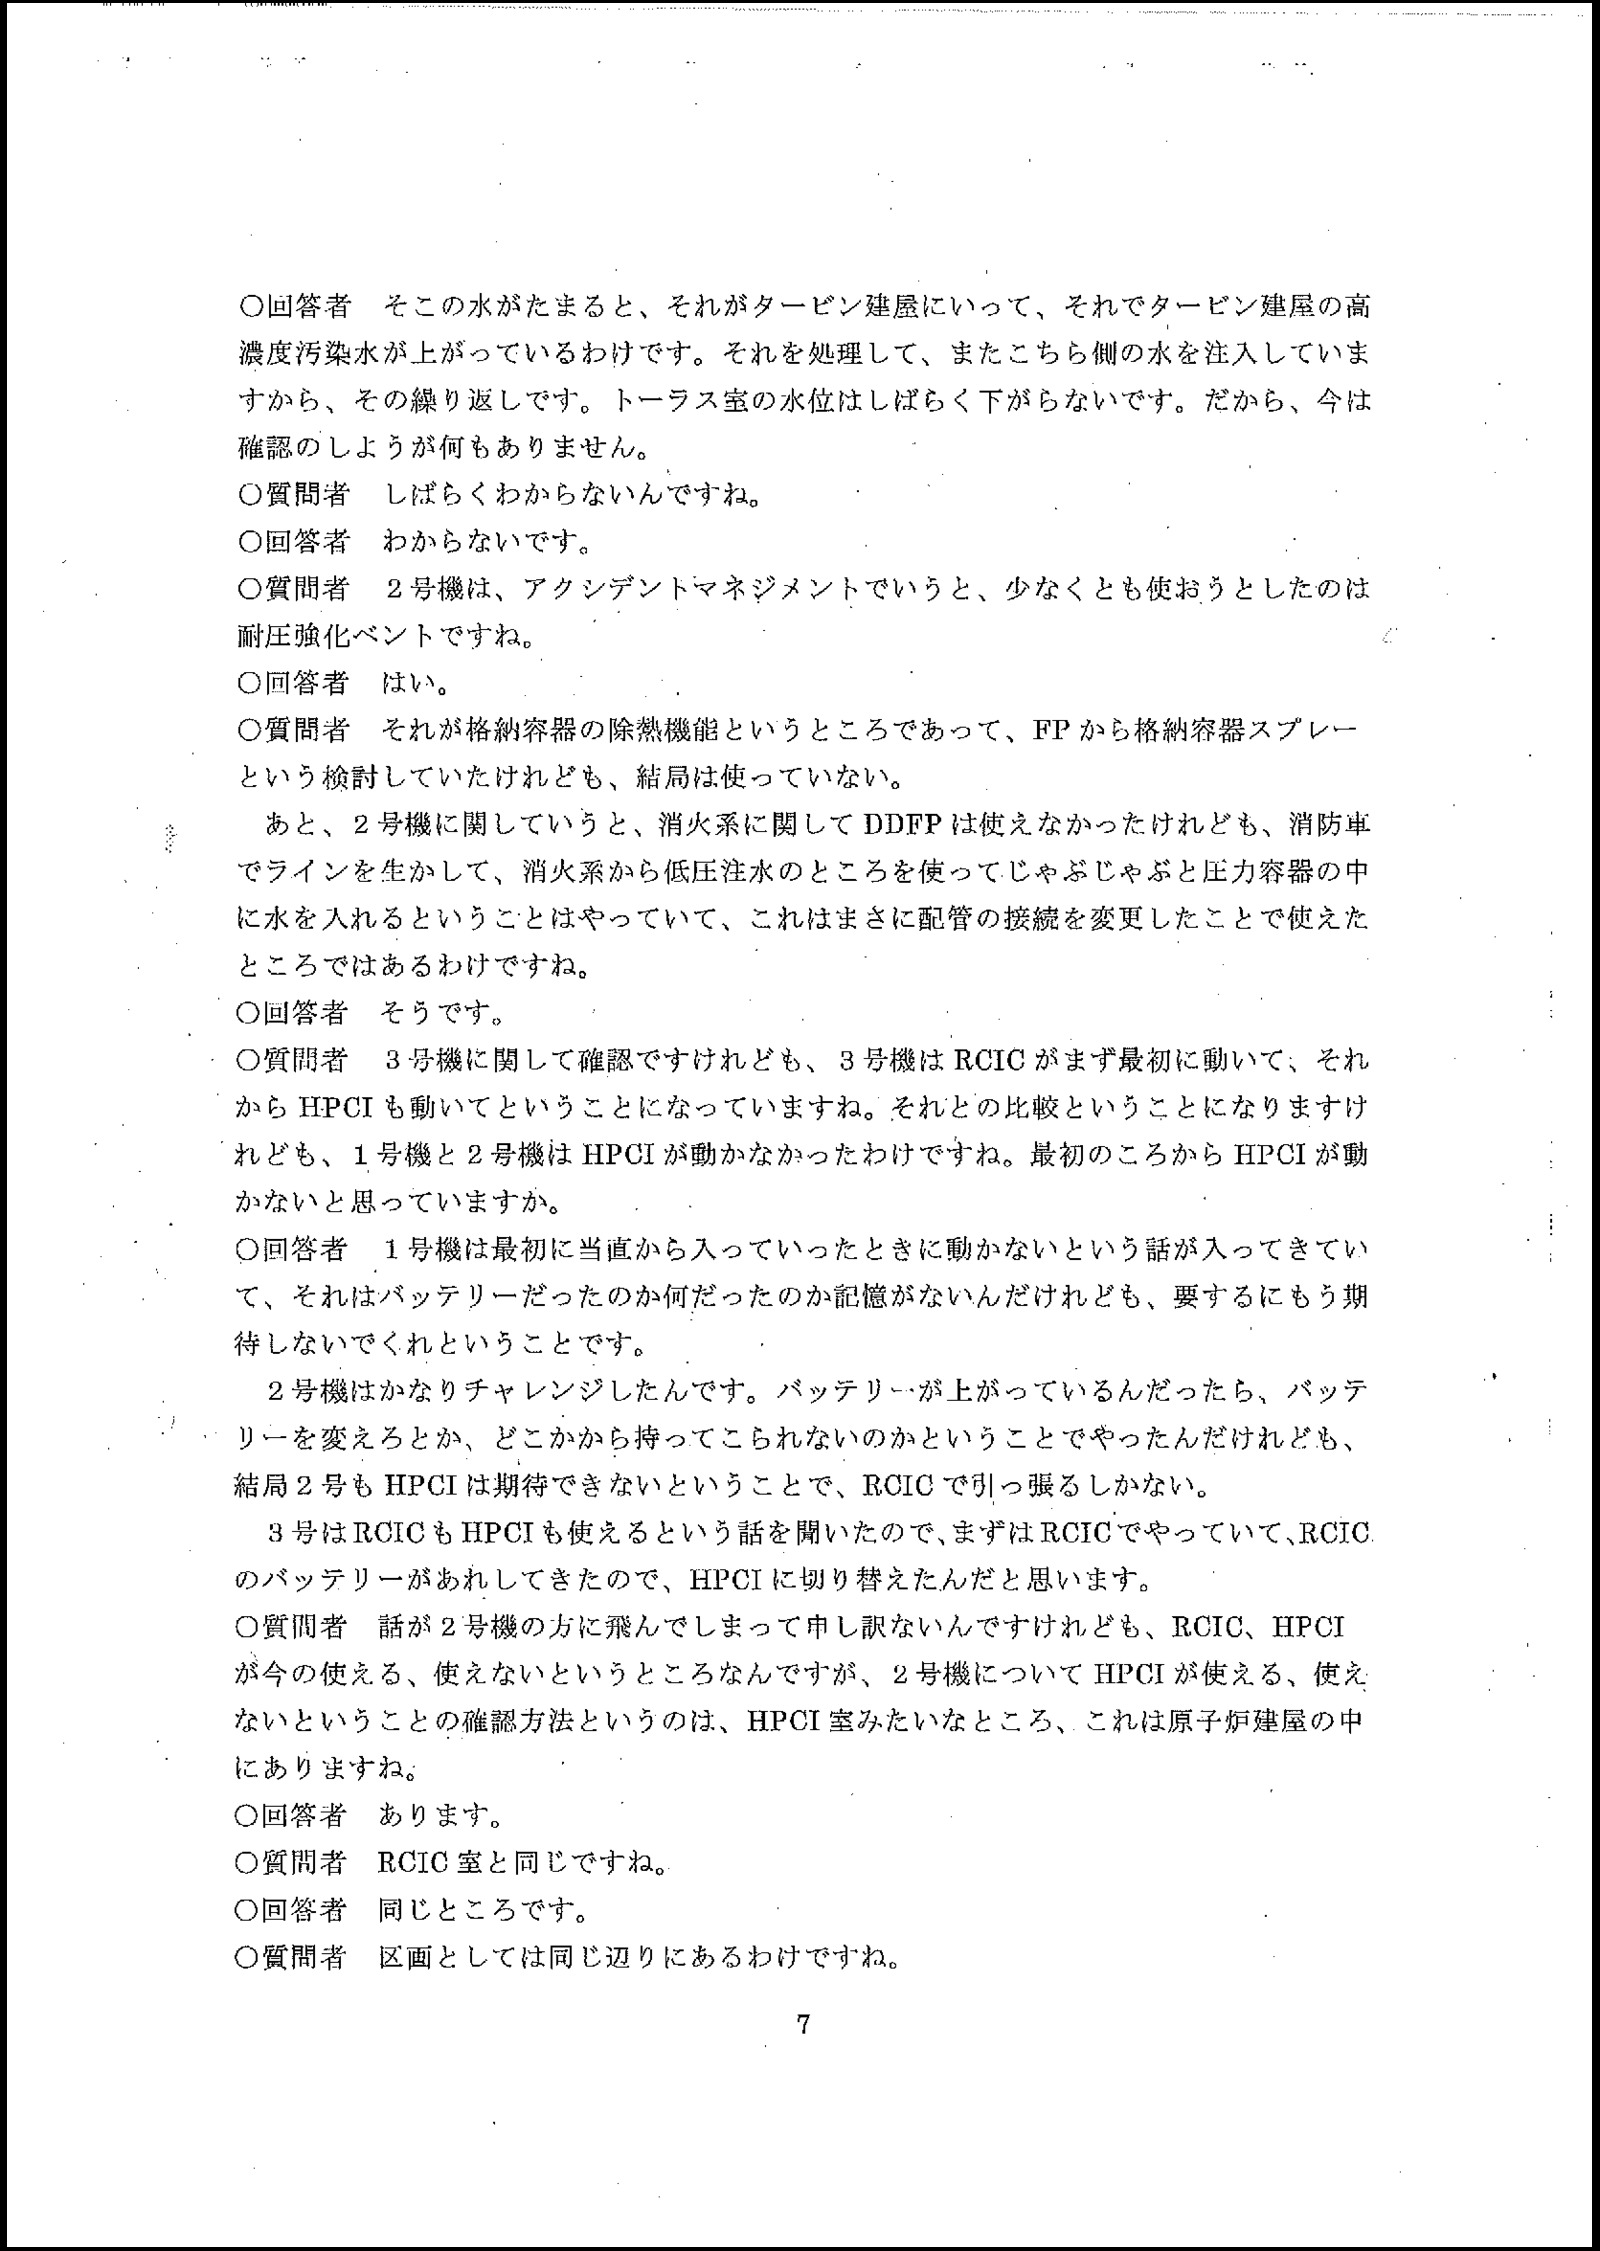 ○回答者　そこの水がたまると、それがタービン建屋にいって、それでタービン建屋の高
濃度汚染水が上がっているわけです。それを処理して、またこちら側の水を注入していま
すから、その繰り返しです。トーラス室の水位はしばらく下がらないです。だから、今は
確認のしようが何もありません。
○質問者　しばらくわからないんですね。
○回答者　わからないです。
○質問者　２号機は、アクシデントマネジメントでいうと、少なくとも使おうとしたのは
耐圧強化ベントですね。
○回答者　はい。
○質問者　それが格納容器の除熱機能というところであって、FP から格納容器スプレー
という検討していたけれども、結局は使っていない。
　あと、２号機に関していうと、消火系に関して DDFP は使えなかったけれども、消防車
でラインを生かして、消火系から低圧注水のところを使ってじゃぶじゃぶと圧力容器の中
に水を入れるということはやっていて、これはまさに配管の接続を変更したことで使えた
ところではあるわけですね。
○回答者　そうです。
○質問者　３号機に関して確認ですけれども、３号機は RCIC がまず最初に動いて、それ
から HPCI も動いてということになっていますね。それとの比較ということになりますけ
れども、１号機と２号機は HPCI が動かなかったわけですね。最初のころから HPCI が動
かないと思っていますか。
○回答者　１号機は最初に当直から入っていったときに動かないという話が入ってきてい
て、それはバッテリーだったのか何だったのか記憶がないんだけれども、要するにもう期
待しないでくれということです。
　２号機はかなりチャレンジしたんです。バッテリーが上がっているんだったら、バッテ
リーを変えろとか、どこかから持ってこられないのかということでやったんだけれども、
結局２号も HPCI は期待できないということで、RCIC で引っ張るしかない。
　３号は RCIC も HPCI も使えるという話を聞いたので、まずは RCIC でやっていて、RCIC
のバッテリーがあれしてきたので、HPCI に切り替えたんだと思います。
○質問者　話が２号機の方に飛んでしまって申し訳ないんですけれども、RCIC、HPCI
が今の使える、使えないというところなんですが、２号機について HPCI が使える、使え
ないということの確認方法というのは、HPCI 室みたいなところ、これは原子炉建屋の中
にありますね。
○回答者　あります。
○質問者　RCIC 室と同じですね。
○回答者　同じところです。
○質問者　区画としては同じ辺りにあるわけですね。
7